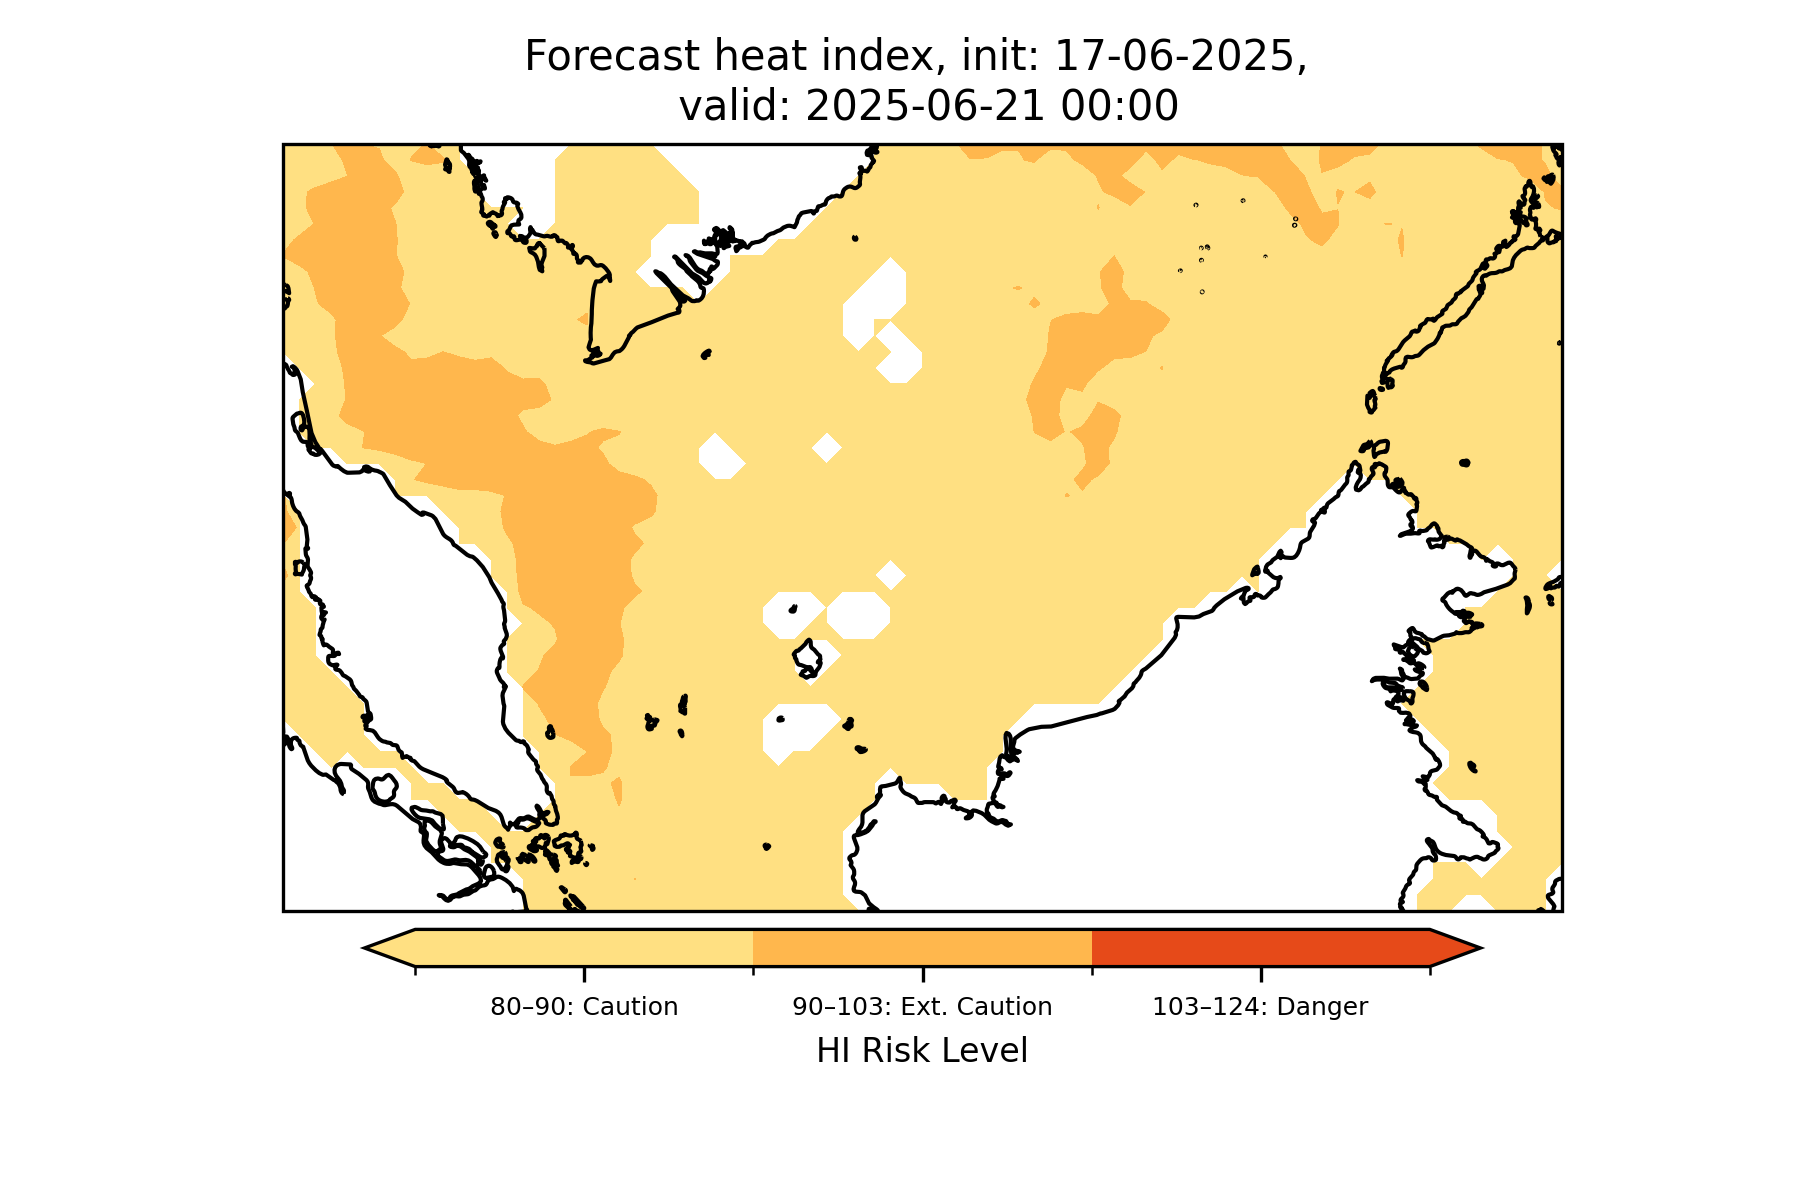 Forecast heat index, init: 17-06-2025,
valid: 2025-06-21 00:00
80–90: Caution
90–103: Ext. Caution
103–124: Danger
HI Risk Level